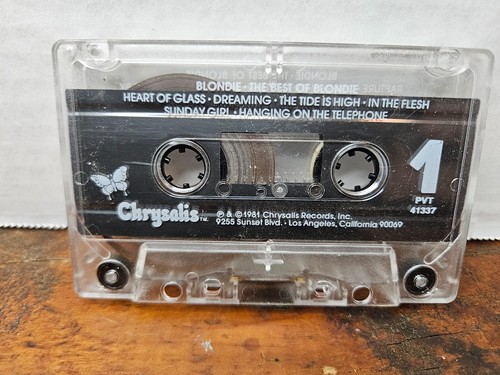 BLONDIE · THE BEST OF BLONDIE
HEART OF GLASS · DREAMING · THE TIDE IS HIGH · IN THE FLESH
SUNDAY GIRL · HANGING ON THE TELEPHONE
1
PVT
41337
Chrysalis™
℗ & © 1981 Chrysalis Records, Inc.
9255 Sunset Blvd. · Los Angeles, California 90069